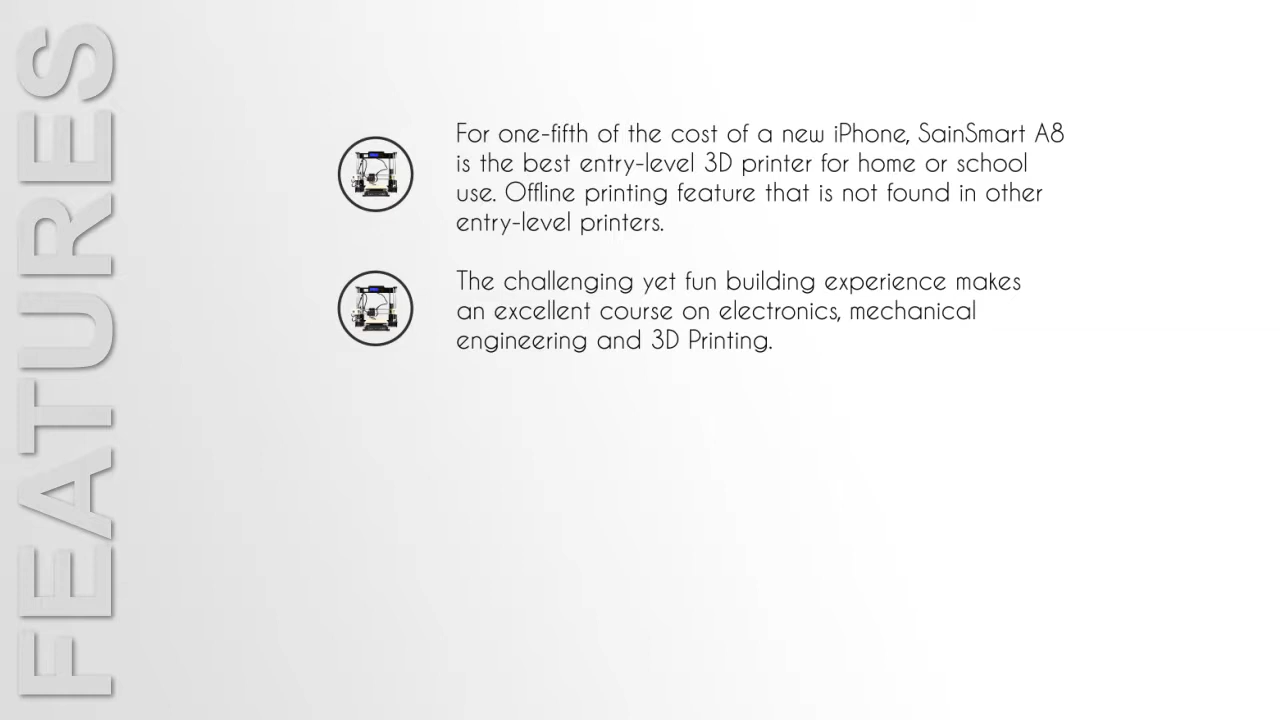 FEATURES
For one-fifth of the cost of a new iPhone, SainSmart A8
is the best entry-level 3D printer for home or school
use. Offline printing feature that is not found in other
entry-level printers.
The challenging yet fun building experience makes
an excellent course on electronics, mechanical
engineering and 3D Printing.